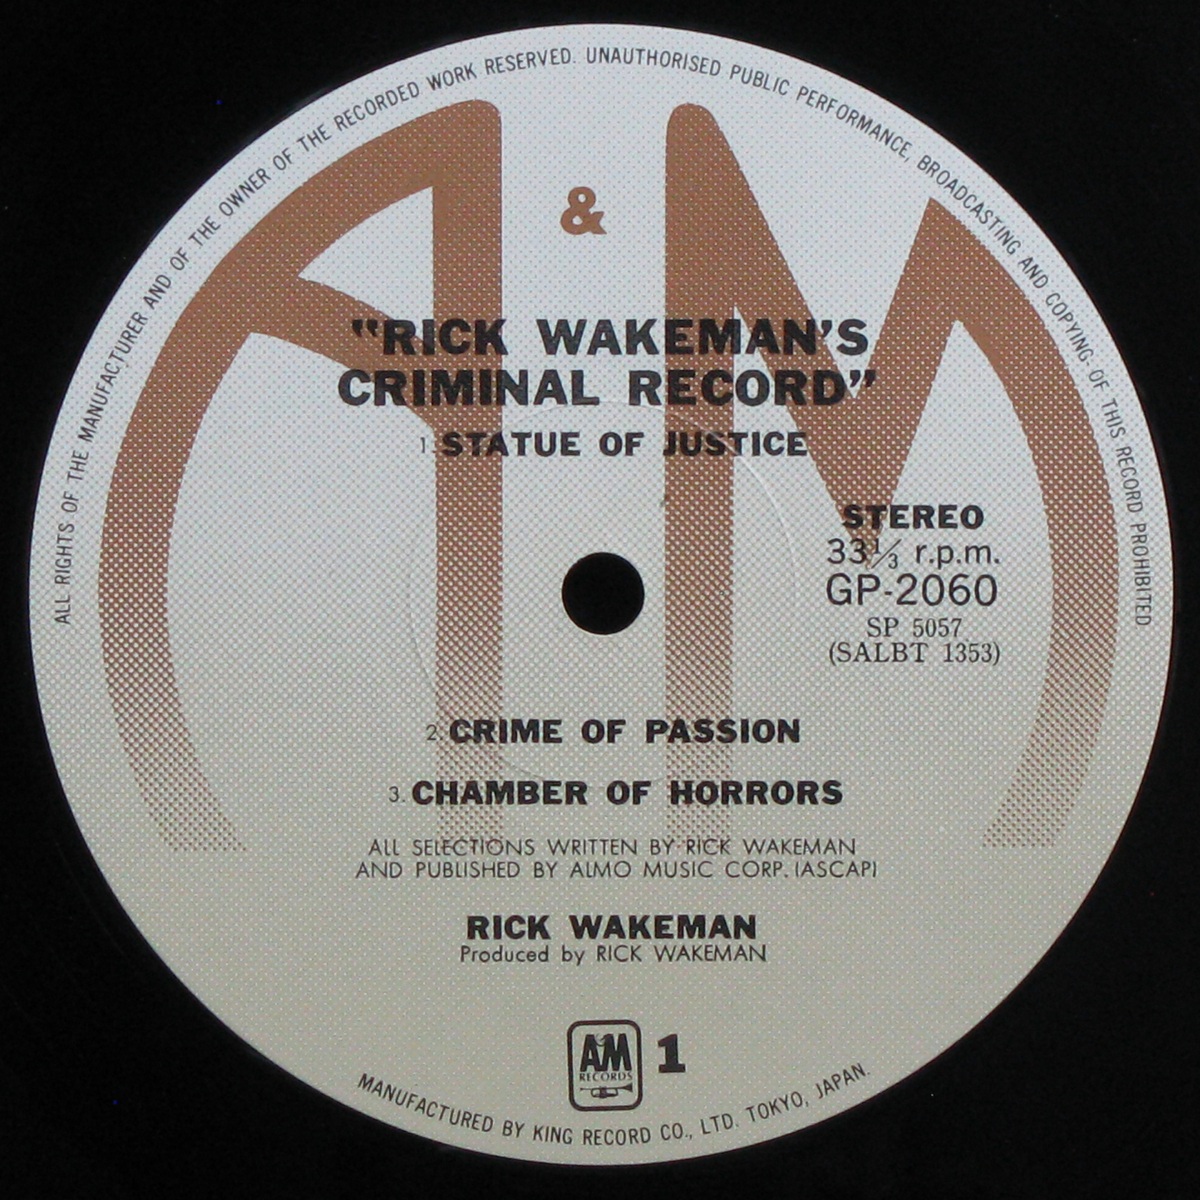 ALL RIGHTS OF THE MANUFACTURER AND OF THE OWNER OF THE RECORDED WORK RESERVED. UNAUTHORISED PUBLIC PERFORMANCE, BROADCASTING AND COPYING OF THIS RECORD PROHIBITED
A & M
"RICK WAKEMAN'S
CRIMINAL RECORD"
1. STATUE OF JUSTICE
STEREO
33⅓ r.p.m.
GP-2060
SP 5057
(SALBT 1353)
2. CRIME OF PASSION
3. CHAMBER OF HORRORS
ALL SELECTIONS WRITTEN BY RICK WAKEMAN
AND PUBLISHED BY ALMO MUSIC CORP. (ASCAP)
RICK WAKEMAN
Produced by RICK WAKEMAN
AM
RECORDS
1
MANUFACTURED BY KING RECORD CO., LTD. TOKYO, JAPAN.